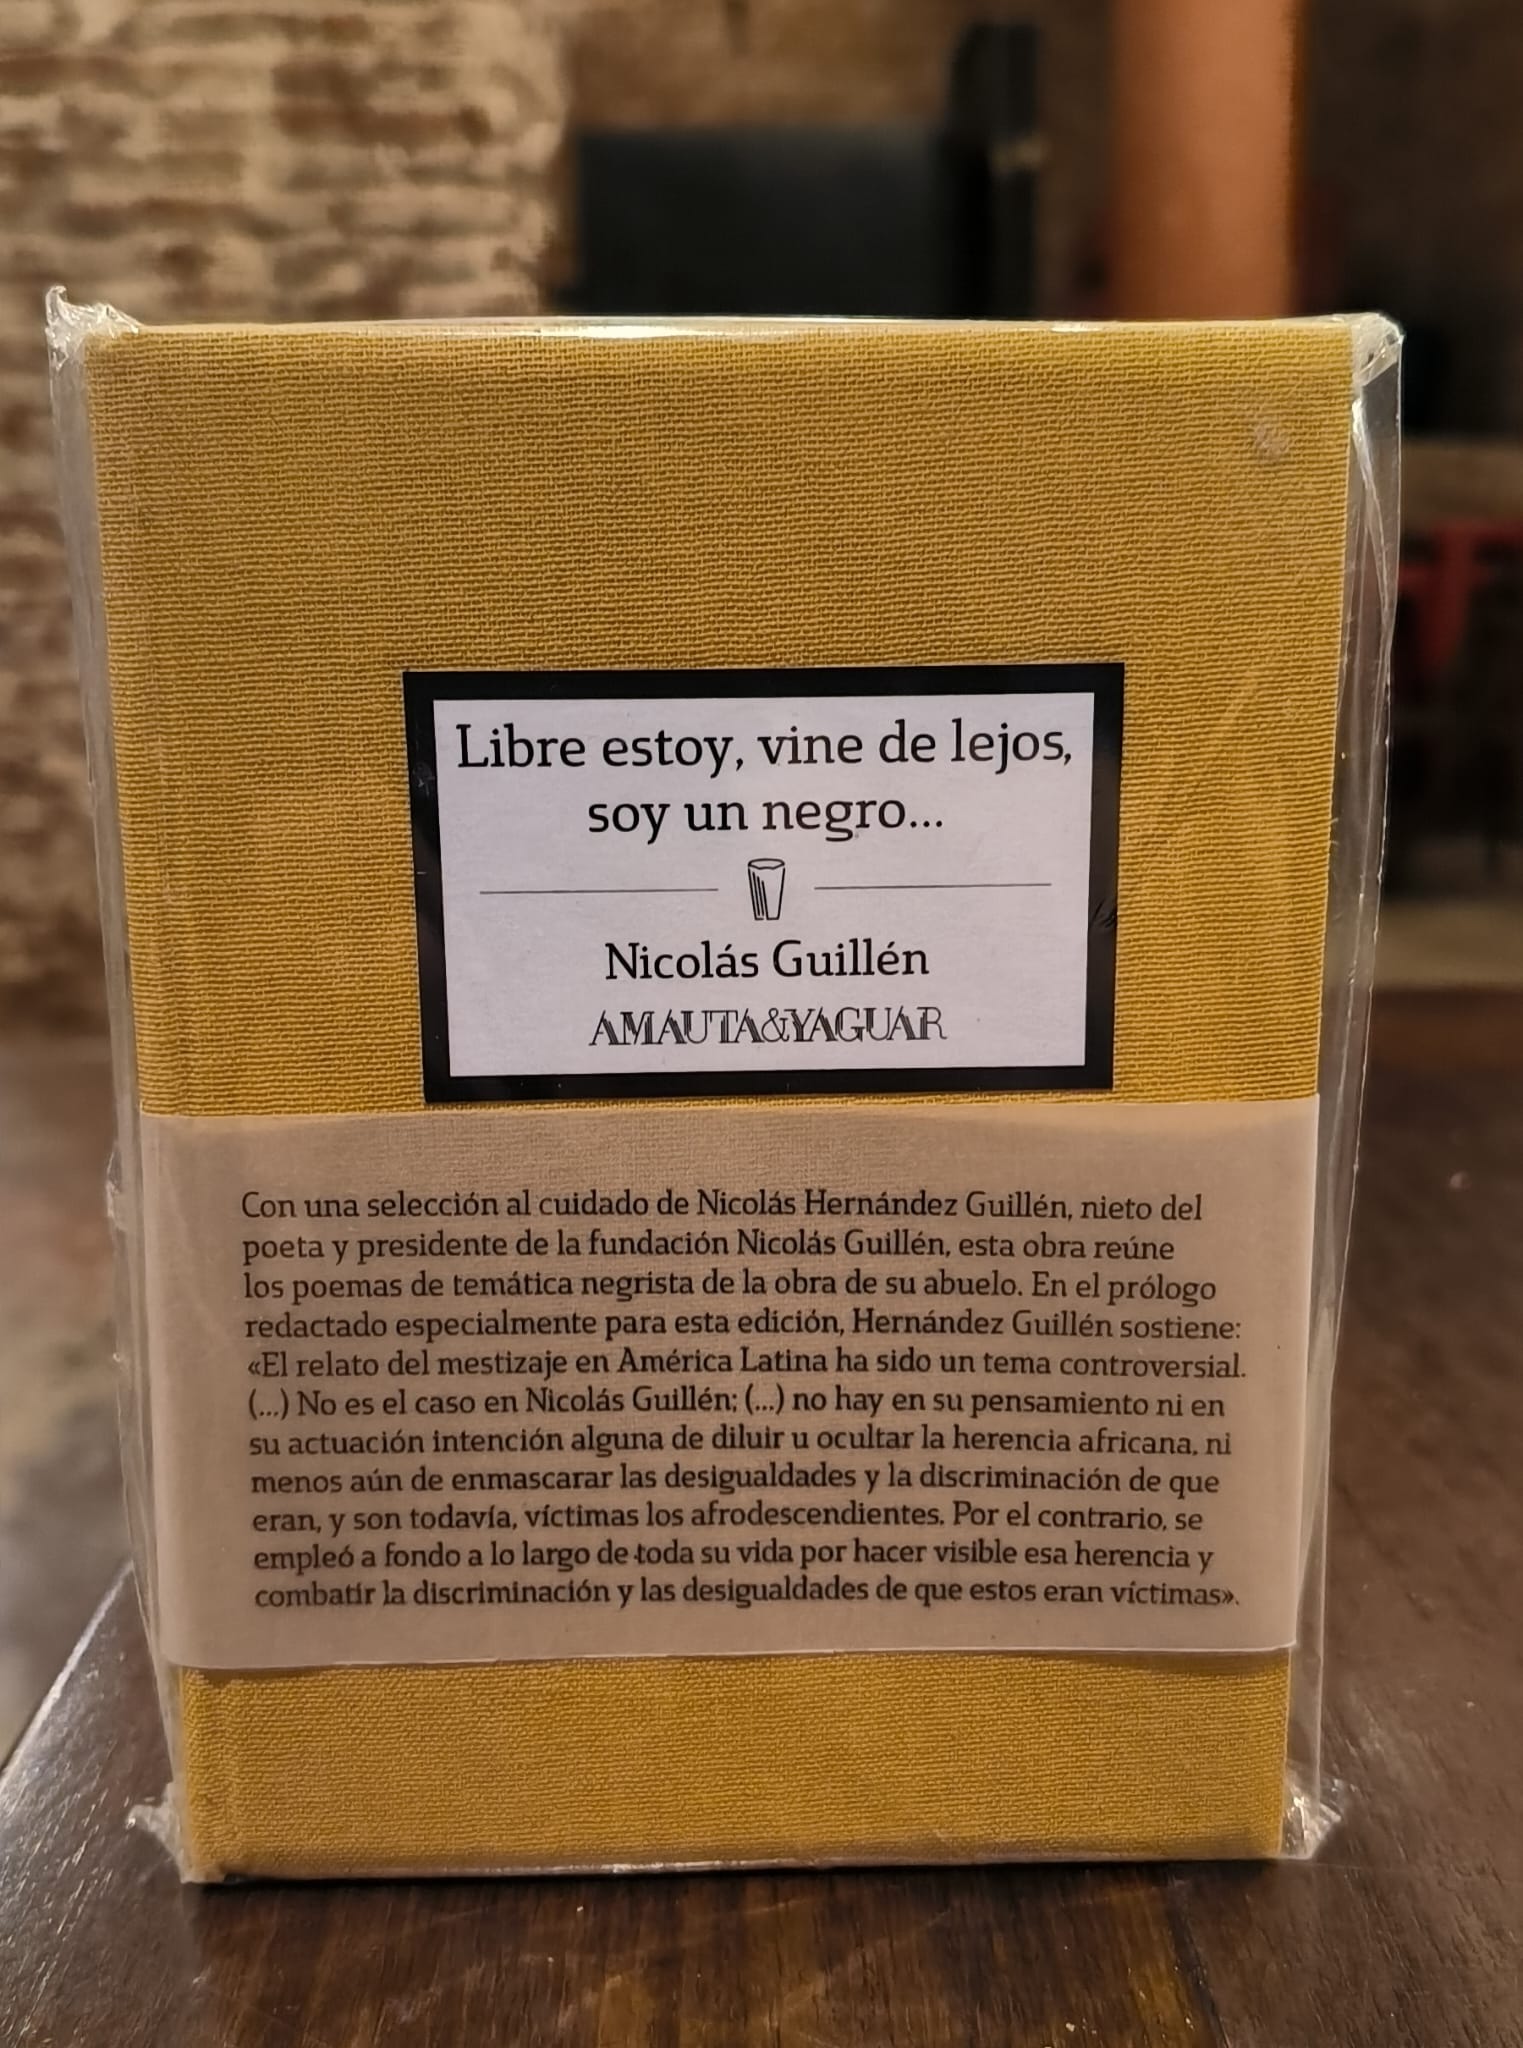 Libre estoy, vine de lejos,
soy un negro...
Nicolás Guillén
AMAUTA&YAGUAR
Con una selección al cuidado de Nicolás Hernández Guillén, nieto del
poeta y presidente de la fundación Nicolás Guillén, esta obra reúne
los poemas de temática negrista de la obra de su abuelo. En el prólogo
redactado especialmente para esta edición, Hernández Guillén sostiene:
«El relato del mestizaje en América Latina ha sido un tema controversial.
(...) No es el caso en Nicolás Guillén; (...) no hay en su pensamiento ni en
su actuación intención alguna de diluir u ocultar la herencia africana, ni
menos aún de enmascarar las desigualdades y la discriminación de que
eran, y son todavía, víctimas los afrodescendientes. Por el contrario, se
empleó a fondo a lo largo de toda su vida por hacer visible esa herencia y
combatir la discriminación y las desigualdades de que estos eran víctimas».